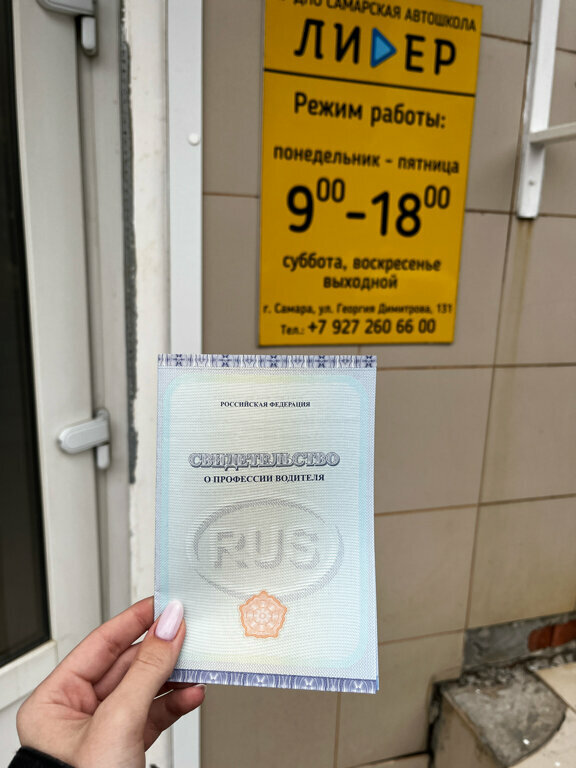 ДПО САМАРСКАЯ АВТОШКОЛА
ЛИДЕР
Режим работы:
понедельник - пятница
9⁰⁰-18⁰⁰
суббота, воскресенье
выходной
г. Самара, ул. Георгия Димитрова, 131
Тел.: +7 927 260 66 00
РОССИЙСКАЯ ФЕДЕРАЦИЯ
СВИДЕТЕЛЬСТВО
О ПРОФЕССИИ ВОДИТЕЛЯ
RUS